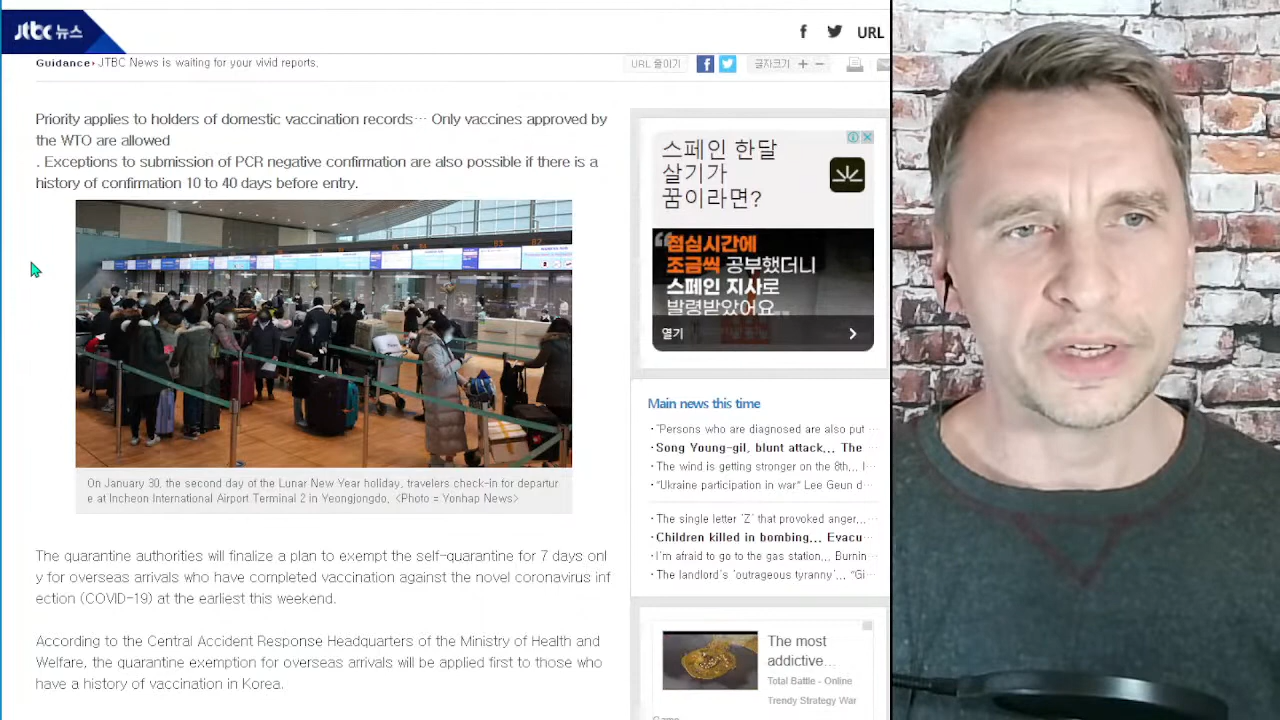 jtbc 뉴스
URL
Guidance› JTBC News is waiting for your vivid reports.
URL 줄이기
글자크기 + −
Priority applies to holders of domestic vaccination records… Only vaccines approved by
the WTO are allowed
. Exceptions to submission of PCR negative confirmation are also possible if there is a
history of confirmation 10 to 40 days before entry.
On January 30, the second day of the Lunar New Year holiday, travelers check-in for departur
e at Incheon International Airport Terminal 2 in Yeongjongdo, <Photo = Yonhap News>
The quarantine authorities will finalize a plan to exempt the self-quarantine for 7 days onl
y for overseas arrivals who have completed vaccination against the novel coronavirus inf
ection (COVID-19) at the earliest this weekend.
According to the Central Accident Response Headquarters of the Ministry of Health and
Welfare, the quarantine exemption for overseas arrivals will be applied first to those who
have a history of vaccination in Korea.
스페인 한달
살기가
꿈이라면?
점심시간에
조금씩 공부했더니
스페인 지사로
발령받았어요
열기
Main news this time
· "Persons who are diagnosed are also put …
· Song Young-gil, blunt attack... The …
· The wind is getting stronger on the 8th... I…
· "Ukraine participation in war" Lee Geun d…
· The single letter 'Z' that provoked anger...
· Children killed in bombing... Evacu…
· I'm afraid to go to the gas station... Burnin…
· The landlord's 'outrageous tyranny'... "Gi…
The most
addictive...
Total Battle - Online
Trendy Strategy War
Game